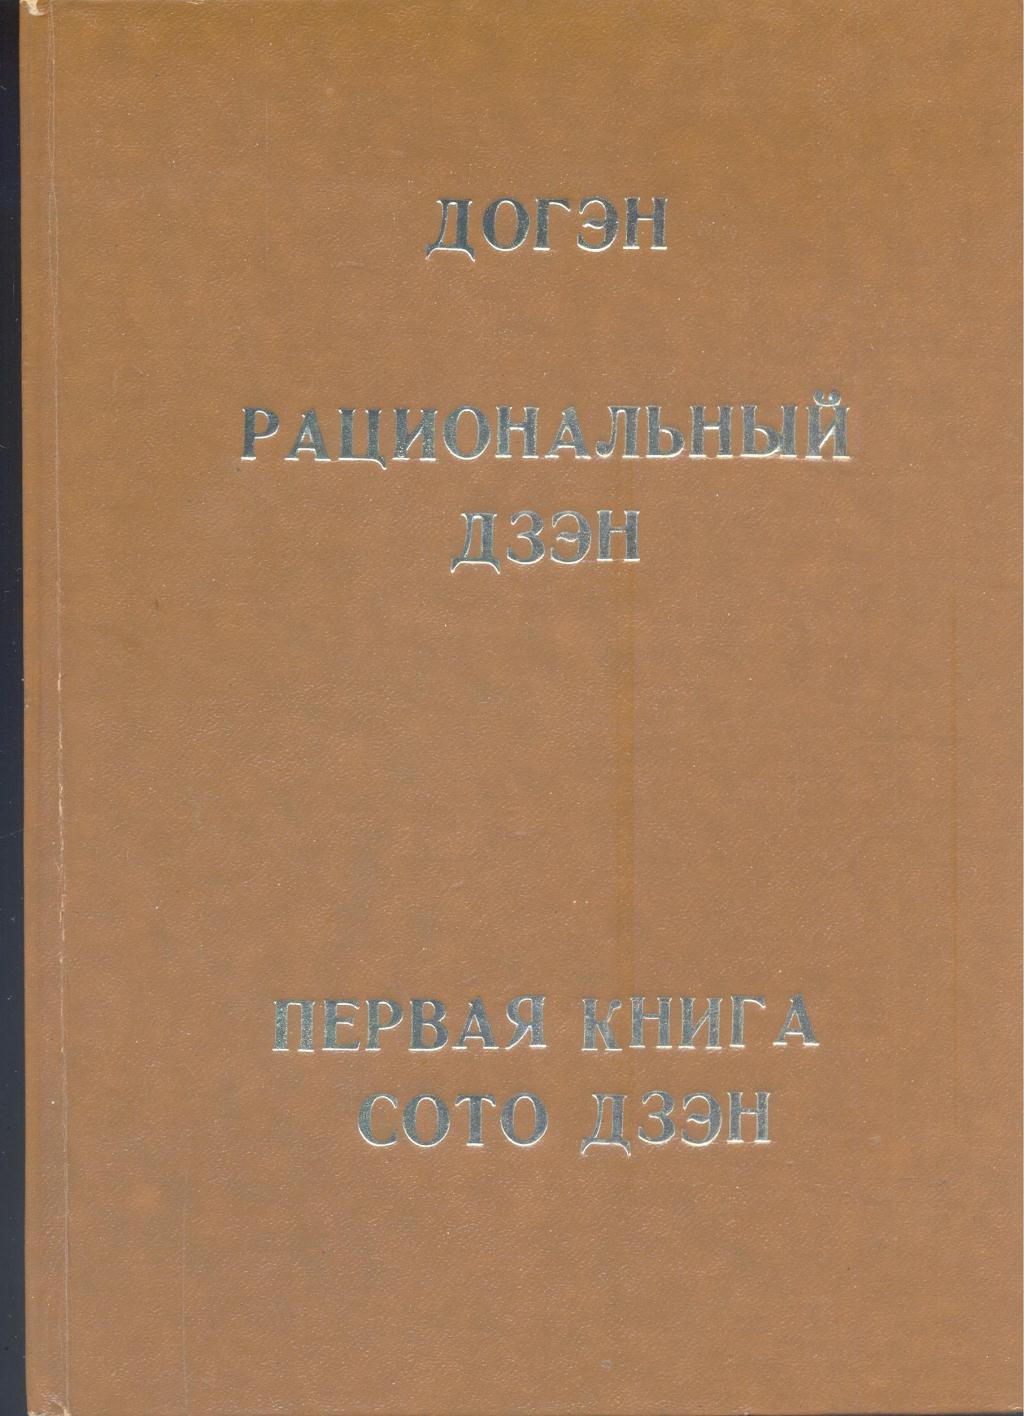 ДОГЭН
РАЦИОНАЛЬНЫЙ
ДЗЭН
ПЕРВАЯ КНИГА
СОТО ДЗЭН